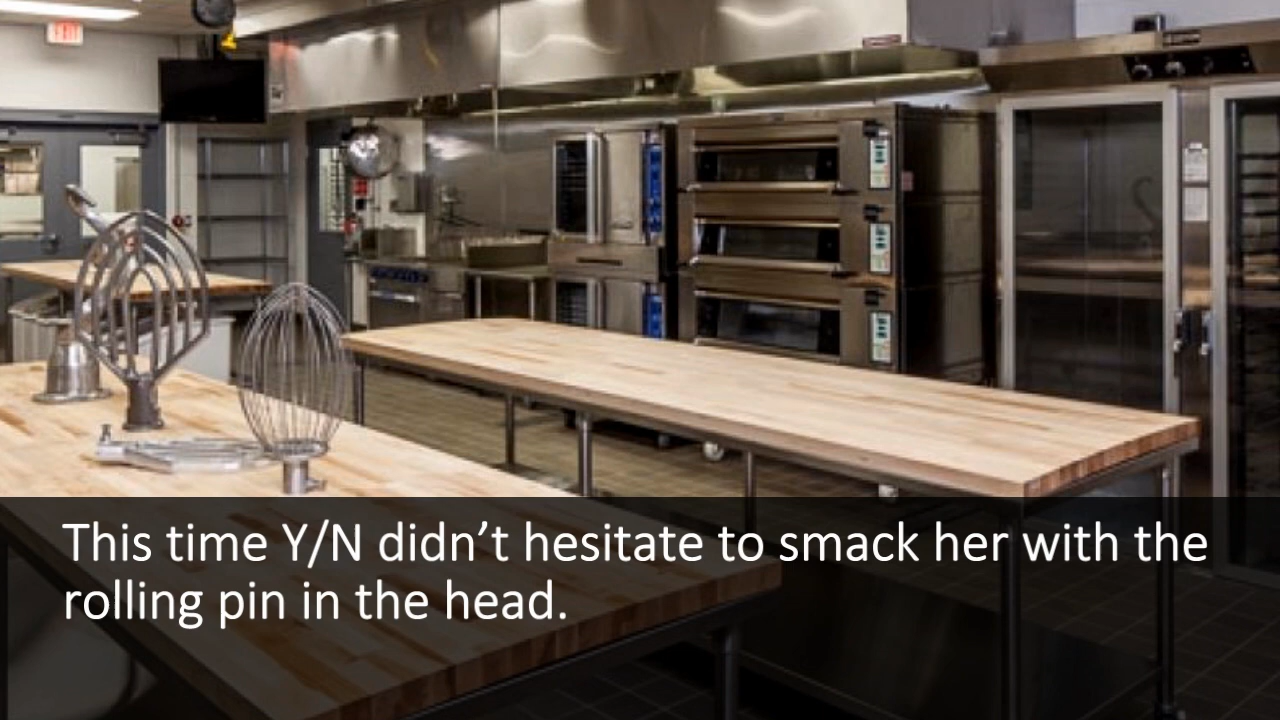 This time Y/N didn’t hesitate to smack her with the
rolling pin in the head.